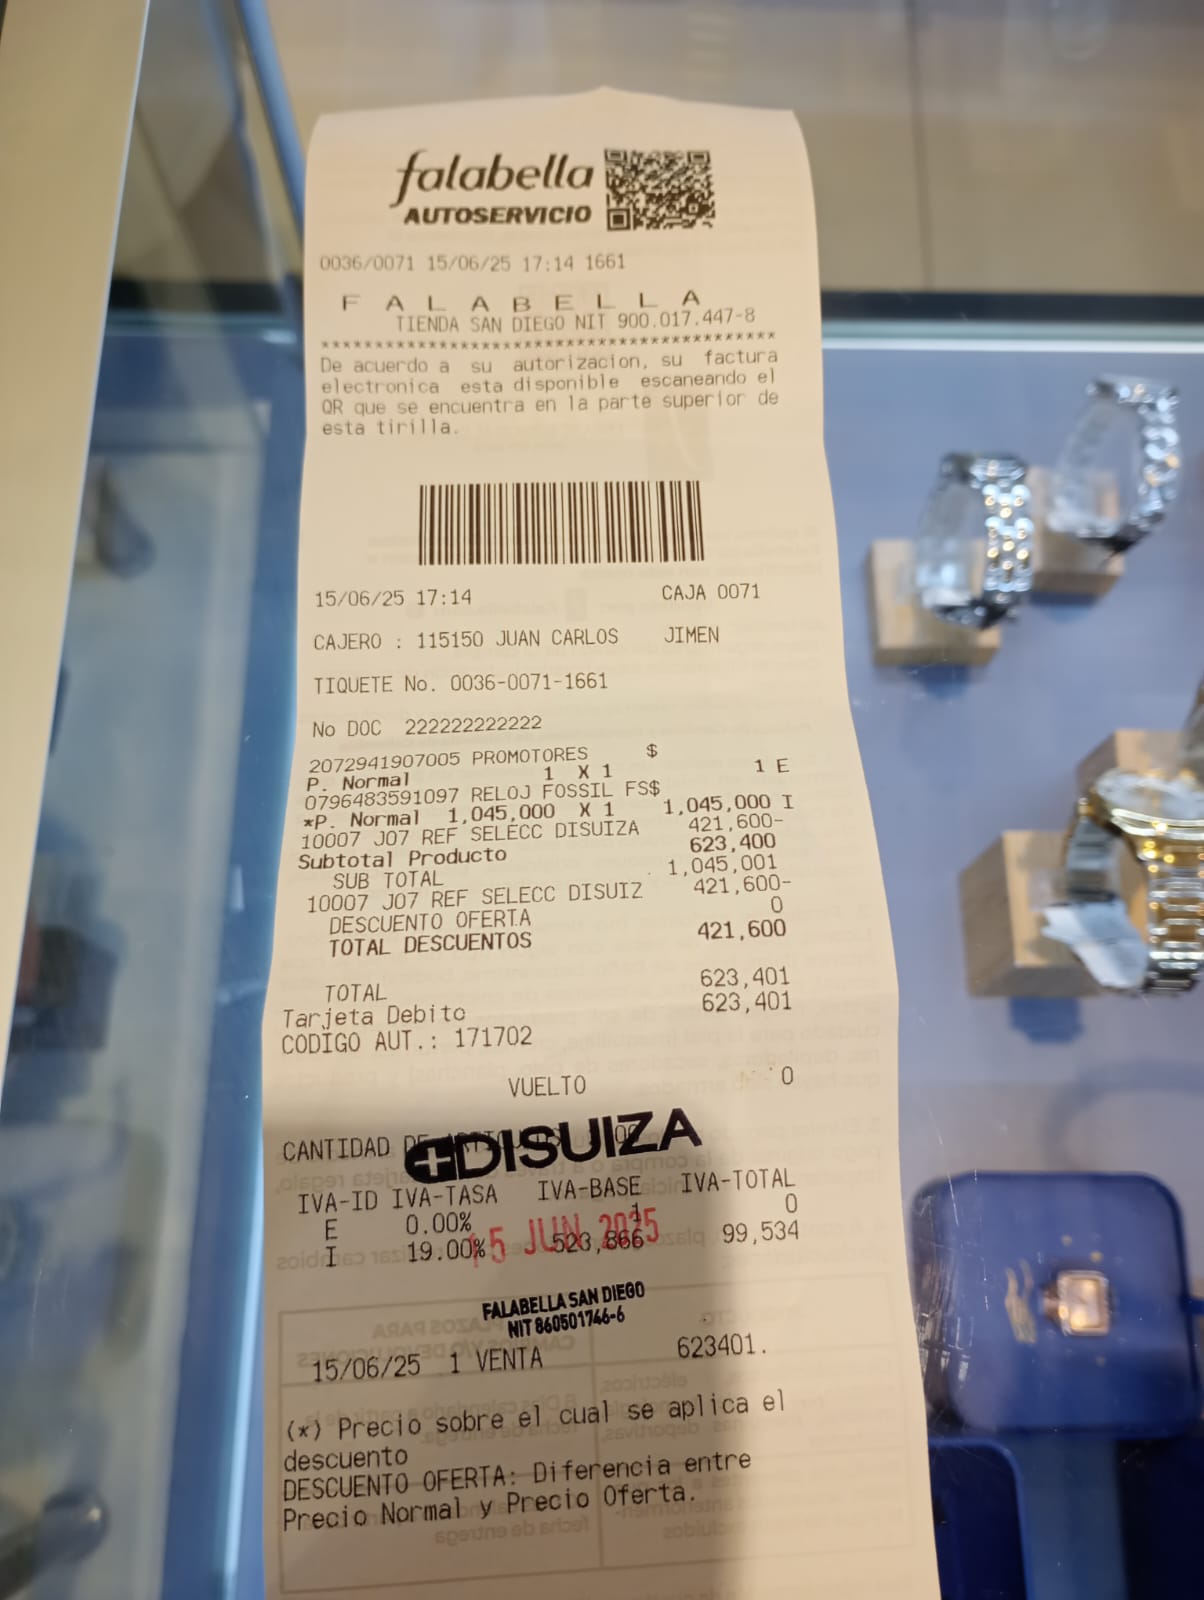 falabella
AUTOSERVICIO
0036/0071 15/06/25 17:14 1661
F A L A B E L L A
TIENDA SAN DIEGO NIT 900.017.447-8
******************************************
De acuerdo a su autorizacion, su factura
electronica esta disponible escaneando el
QR que se encuentra en la parte superior de
esta tirilla.
15/06/25 17:14 CAJA 0071
CAJERO : 115150 JUAN CARLOS JIMEN
TIQUETE No. 0036-0071-1661
No DOC 222222222222
2072941907005 PROMOTORES $
P. Normal 1 X 1 1 E
0796483591097 RELOJ FOSSIL FS$
*P. Normal 1,045,000 X 1 1,045,000 I
10007 J07 REF SELECC DISUIZA 421,600-
Subtotal Producto 623,400
SUB TOTAL 1,045,001
10007 J07 REF SELECC DISUIZ 421,600-
DESCUENTO OFERTA 0
TOTAL DESCUENTOS 421,600
TOTAL 623,401
Tarjeta Debito 623,401
CODIGO AUT.: 171702
VUELTO 0
CANTIDAD DE
DISUIZA
IVA-ID IVA-TASA IVA-BASE IVA-TOTAL
E 0.00% 1 0
I 19.00% 523,866 99,534
15 JUN 2025
FALABELLA SAN DIEGO
NIT 860501746-6
15/06/25 1 VENTA 623401.
(*) Precio sobre el cual se aplica el
descuento
DESCUENTO OFERTA: Diferencia entre
Precio Normal y Precio Oferta.